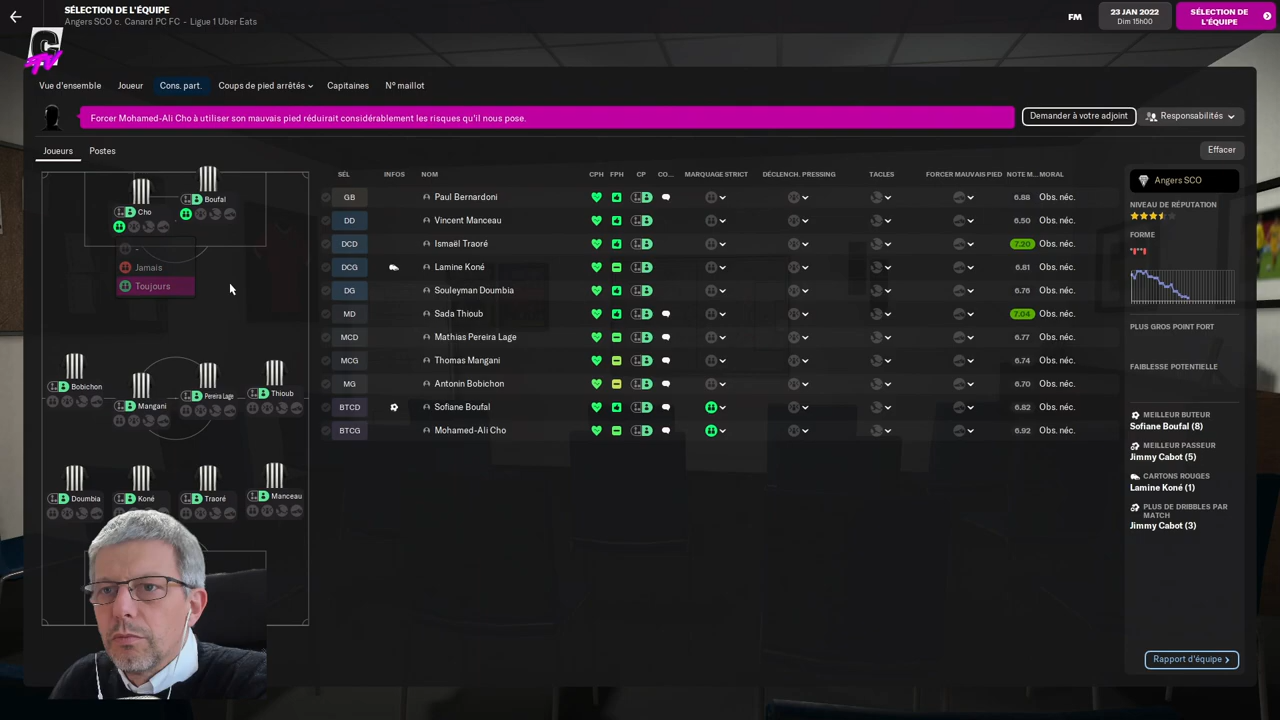 SÉLECTION DE L'ÉQUIPE
Angers SCO c. Canard PC FC - Ligue 1 Uber Eats
FM
23 JAN 2022
Dim 15h00
SÉLECTION DE
L'ÉQUIPE
TV
Vue d'ensemble Joueur Cons. part. Coups de pied arrêtés Capitaines N° maillot
Forcer Mohamed-Ali Cho à utiliser son mauvais pied réduirait considérablement les risques qu'il nous pose.
Demander à votre adjoint
Responsabilités
Joueurs Postes
Effacer
Boufal
Cho
-
Jamais
Toujours
Bobichon
Mangani
Pereira Lage
Thioub
Doumbia
Koné
Traoré
Manceau
SÉL INFOS NOM CPH FPH CP CO... MARQUAGE STRICT DÉCLENCH. PRESSING TACLES FORCER MAUVAIS PIED NOTE M... MORAL
GB Paul Bernardoni 6.88 Obs. néc.
DD Vincent Manceau 6.50 Obs. néc.
DCD Ismaël Traoré 7.20 Obs. néc.
DCG Lamine Koné 6.81 Obs. néc.
DG Souleyman Doumbia 6.76 Obs. néc.
MD Sada Thioub 7.04 Obs. néc.
MCD Mathias Pereira Lage 6.77 Obs. néc.
MCG Thomas Mangani 6.74 Obs. néc.
MG Antonin Bobichon 6.70 Obs. néc.
BTCD Sofiane Boufal 6.82 Obs. néc.
BTCG Mohamed-Ali Cho 6.92 Obs. néc.
Angers SCO
NIVEAU DE RÉPUTATION
FORME
PLUS GROS POINT FORT
FAIBLESSE POTENTIELLE
MEILLEUR BUTEUR
Sofiane Boufal (8)
MEILLEUR PASSEUR
Jimmy Cabot (5)
CARTONS ROUGES
Lamine Koné (1)
PLUS DE DRIBBLES PAR
MATCH
Jimmy Cabot (3)
Rapport d'équipe